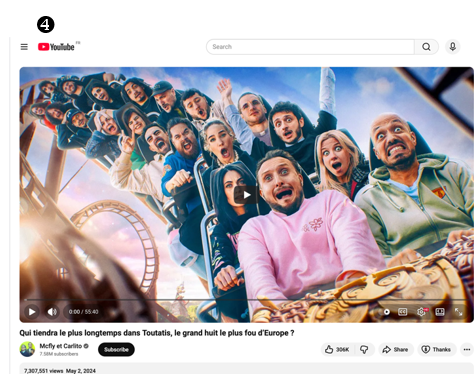 4
YouTube FR
Search
0:00 / 55:40
Qui tiendra le plus longtemps dans Toutatis, le grand huit le plus fou d'Europe ?
Mcfly et Carlito
7.58M subscribers
Subscribe
306K
Share
Thanks
7,307,551 views May 2, 2024